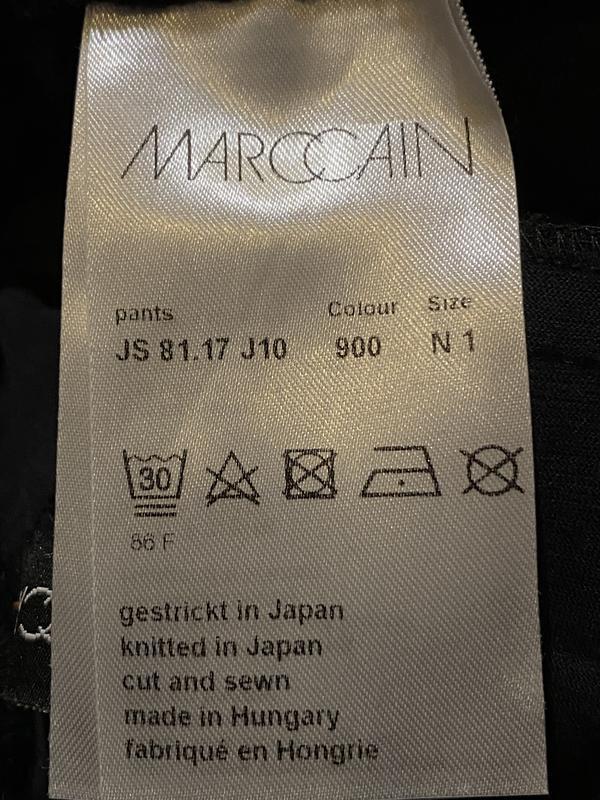 MARCCAIN
pants Colour Size
JS 81.17 J10 900 N 1
30
86 F
gestrickt in Japan
knitted in Japan
cut and sewn
made in Hungary
fabriqué en Hongrie